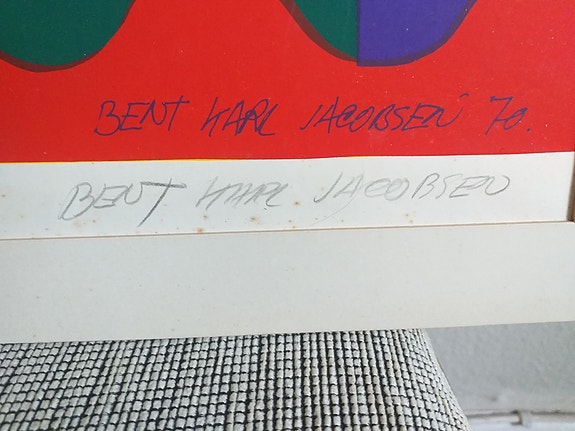 BENT KARL JACOBSEN 70.
BENT KARL JACOBSEN